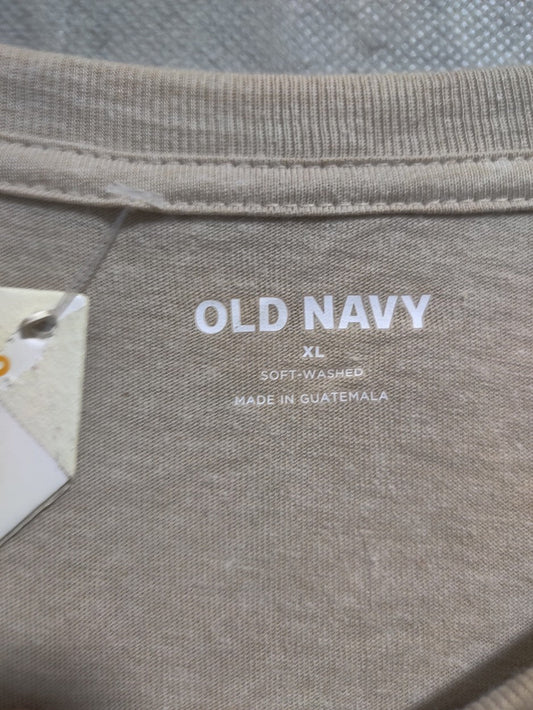 OLD NAVY
XL
SOFT-WASHED
MADE IN GUATEMALA